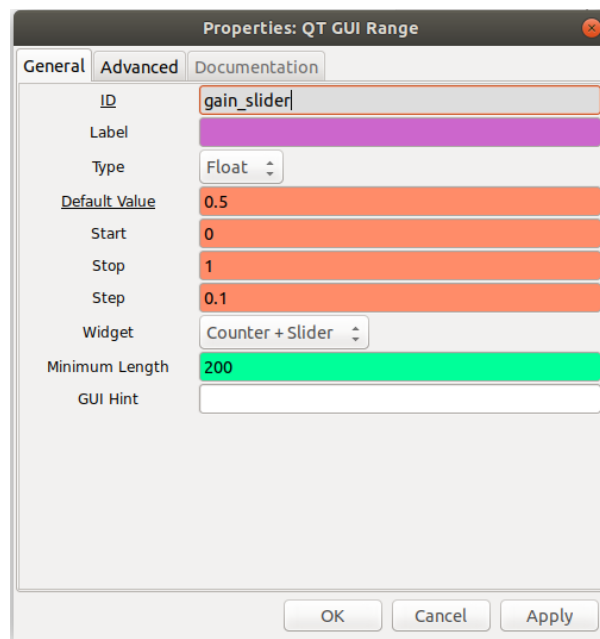 Properties: QT GUI Range
General Advanced Documentation
ID gain_slider
Label
Type Float
Default Value 0.5
Start 0
Stop 1
Step 0.1
Widget Counter + Slider
Minimum Length 200
GUI Hint
OK Cancel Apply